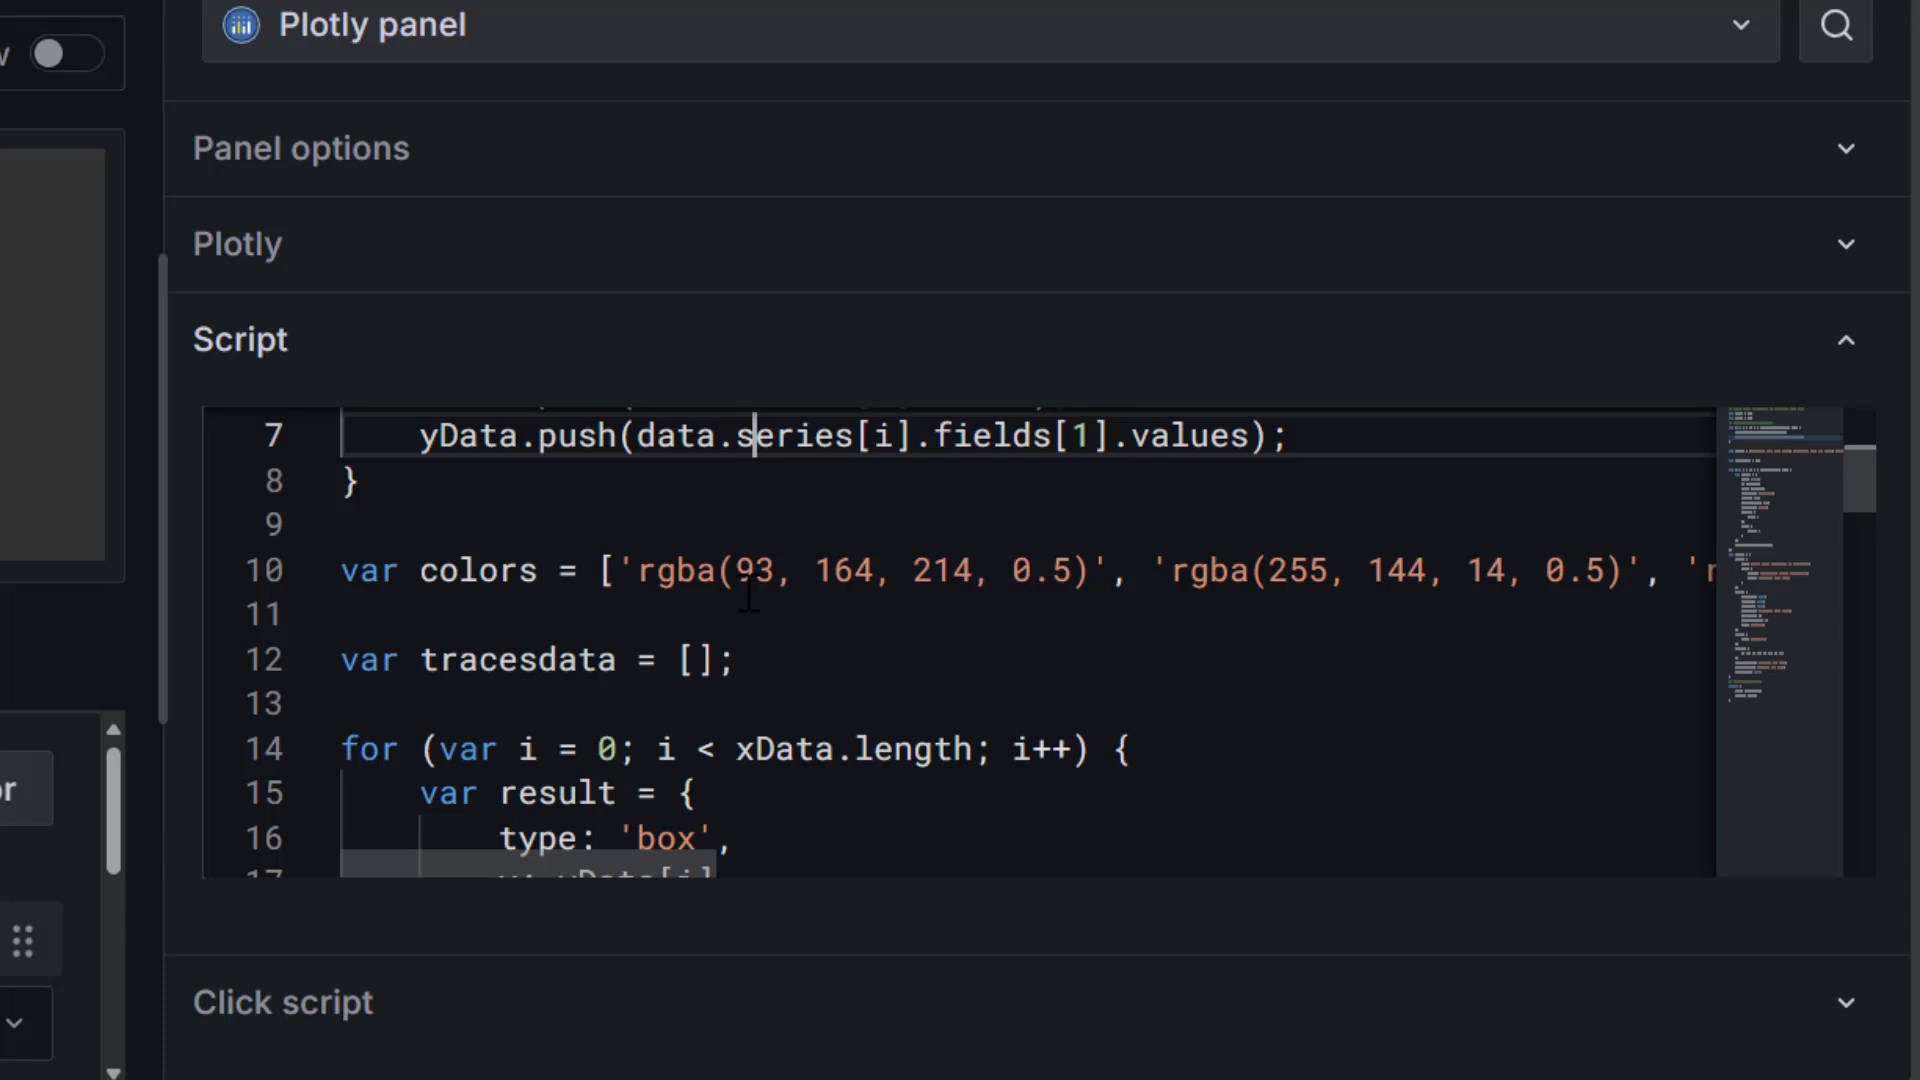 Plotly panel
Panel options
Plotly
Script
7 yData.push(data.series[i].fields[1].values);
8 }
9
10 var colors = ['rgba(93, 164, 214, 0.5)', 'rgba(255, 144, 14, 0.5)', 'r
11
12 var tracesdata = [];
13
14 for (var i = 0; i < xData.length; i++) {
15 var result = {
16 type: 'box',
17
Click script